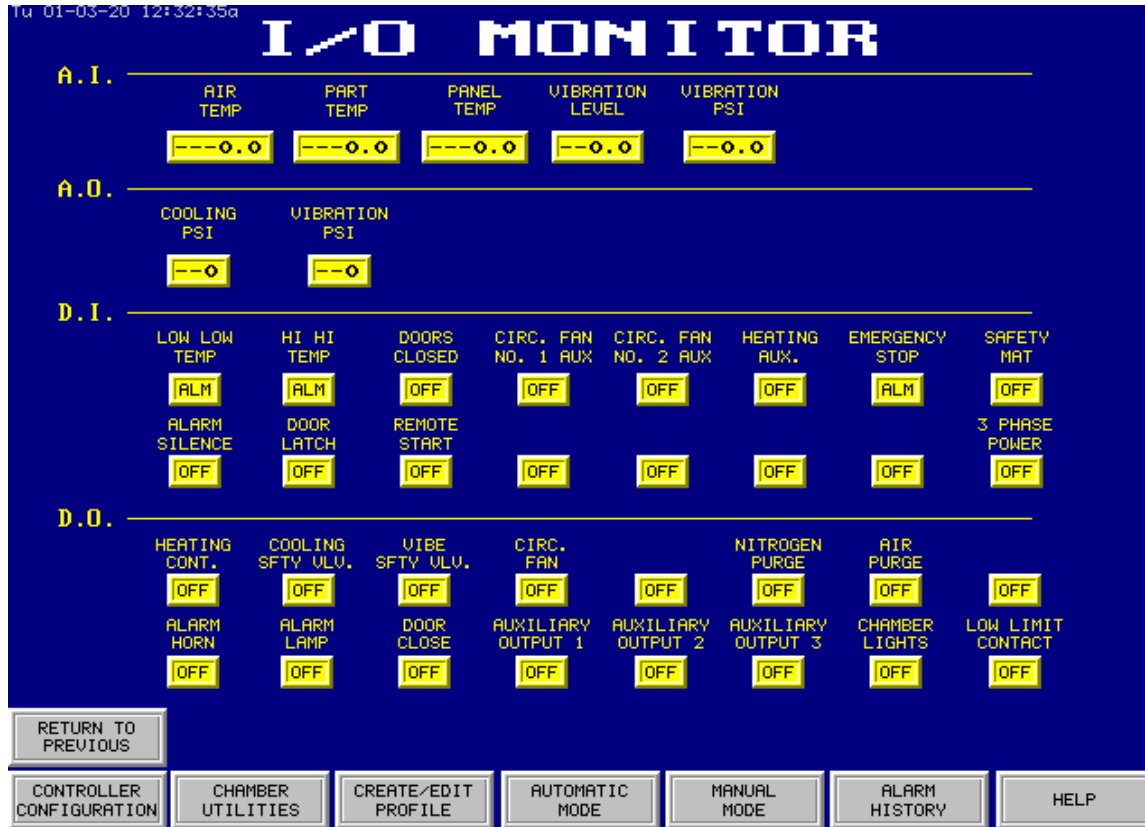 Tu 01-03-20 12:32:35a
I/O MONITOR
A.I.
AIR TEMP
PART TEMP
PANEL TEMP
VIBRATION LEVEL
VIBRATION PSI
---0.0 ---0.0 ---0.0 --0.0 --0.0
A.O.
COOLING PSI
VIBRATION PSI
--0 --0
D.I.
LOW LOW TEMP
HI HI TEMP
DOORS CLOSED
CIRC. FAN NO. 1 AUX
CIRC. FAN NO. 2 AUX
HEATING AUX.
EMERGENCY STOP
SAFETY MAT
ALM ALM OFF OFF OFF OFF ALM OFF
ALARM SILENCE
DOOR LATCH
REMOTE START
3 PHASE POWER
OFF OFF OFF OFF OFF OFF OFF OFF
D.O.
HEATING CONT.
COOLING SFTY VLV.
VIBE SFTY VLV.
CIRC. FAN
NITROGEN PURGE
AIR PURGE
OFF OFF OFF OFF OFF OFF OFF OFF
ALARM HORN
ALARM LAMP
DOOR CLOSE
AUXILIARY OUTPUT 1
AUXILIARY OUTPUT 2
AUXILIARY OUTPUT 3
CHAMBER LIGHTS
LOW LIMIT CONTACT
OFF OFF OFF OFF OFF OFF OFF OFF
RETURN TO PREVIOUS
CONTROLLER CONFIGURATION
CHAMBER UTILITIES
CREATE/EDIT PROFILE
AUTOMATIC MODE
MANUAL MODE
ALARM HISTORY
HELP